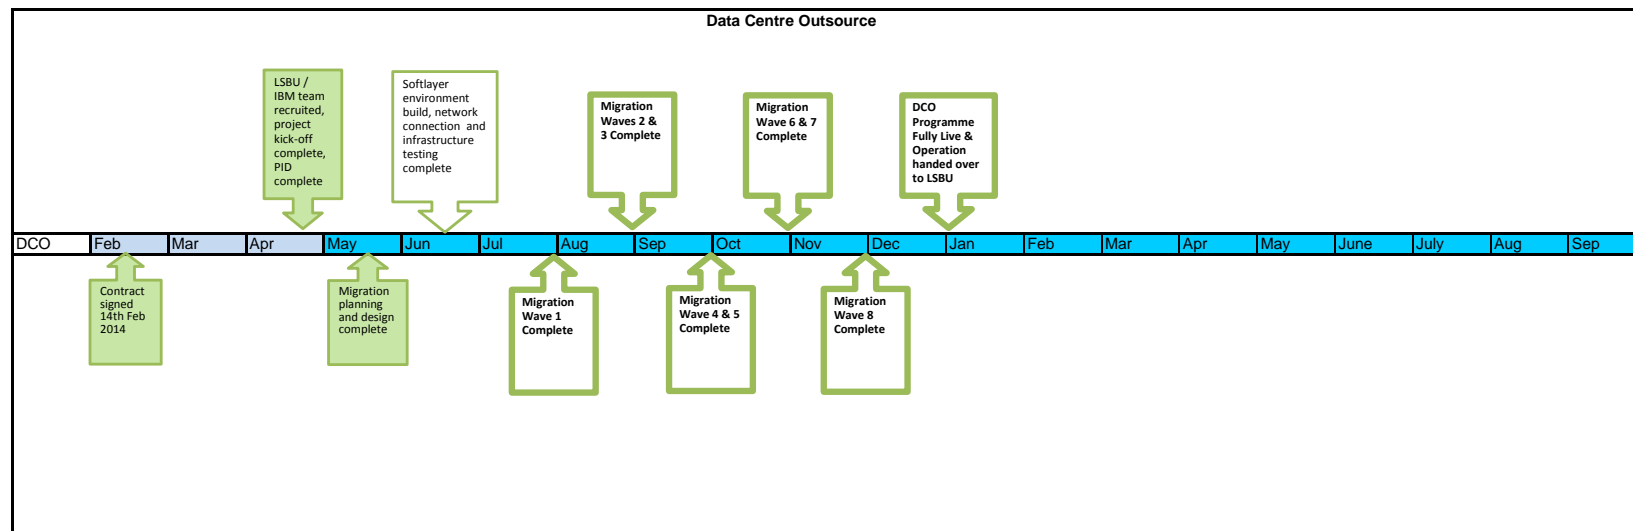 Data Centre Outsource
LSBU /
IBM team
recruited,
project
kick-off
complete,
PID
complete
Softlayer
environment
build, network
connection and
infrastructure
testing
complete
Migration
Waves 2 &
3 Complete
Migration
Wave 6 & 7
Complete
DCO
Programme
Fully Live &
Operation
handed over
to LSBU
DCO Feb Mar Apr May Jun Jul Aug Sep Oct Nov Dec Jan Feb Mar Apr May June July Aug Sep
Contract
signed
14th Feb
2014
Migration
planning
and design
complete
Migration
Wave 1
Complete
Migration
Wave 4 & 5
Complete
Migration
Wave 8
Complete